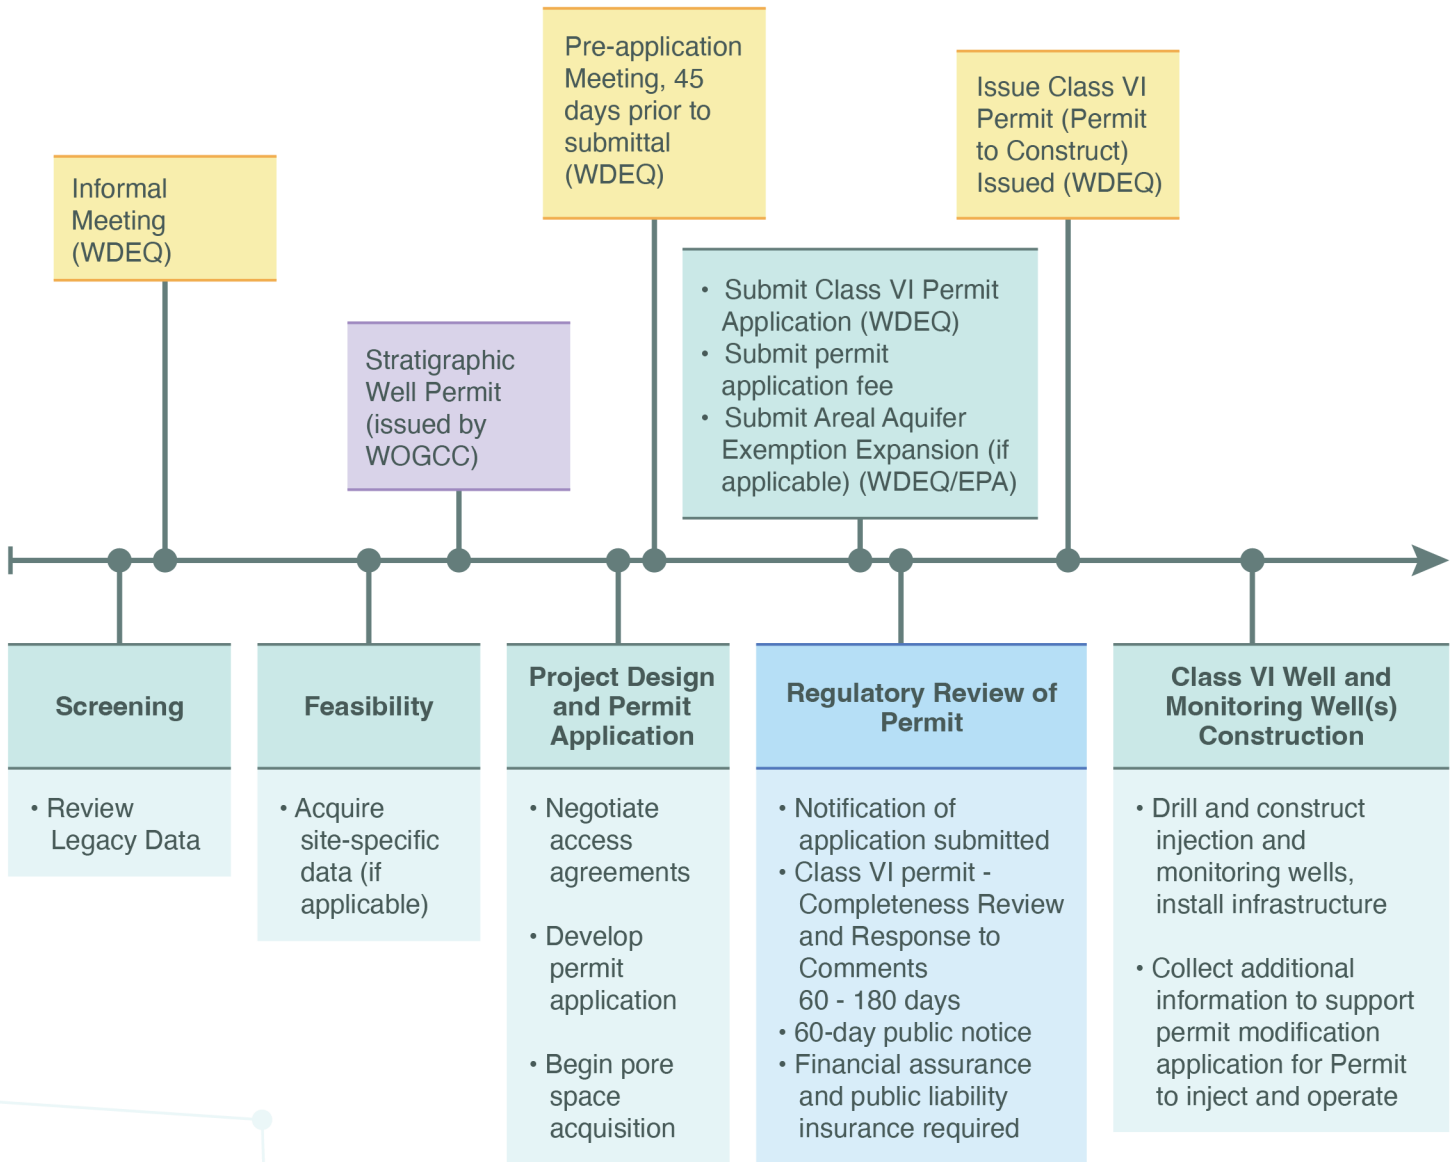 Pre-application
Meeting, 45
days prior to
submittal
(WDEQ)
Issue Class VI
Permit (Permit
to Construct)
Issued (WDEQ)
Informal
Meeting
(WDEQ)
• Submit Class VI Permit
Application (WDEQ)
• Submit permit
application fee
• Submit Areal Aquifer
Exemption Expansion (if
applicable) (WDEQ/EPA)
Stratigraphic
Well Permit
(issued by
WOGCC)
Screening
• Review
Legacy Data
Feasibility
• Acquire
site-specific
data (if
applicable)
Project Design
and Permit
Application
• Negotiate
access
agreements
• Develop
permit
application
• Begin pore
space
acquisition
Regulatory Review of
Permit
• Notification of
application submitted
• Class VI permit -
Completeness Review
and Response to
Comments
60 - 180 days
• 60-day public notice
• Financial assurance
and public liability
insurance required
Class VI Well and
Monitoring Well(s)
Construction
• Drill and construct
injection and
monitoring wells,
install infrastructure
• Collect additional
information to support
permit modification
application for Permit
to inject and operate